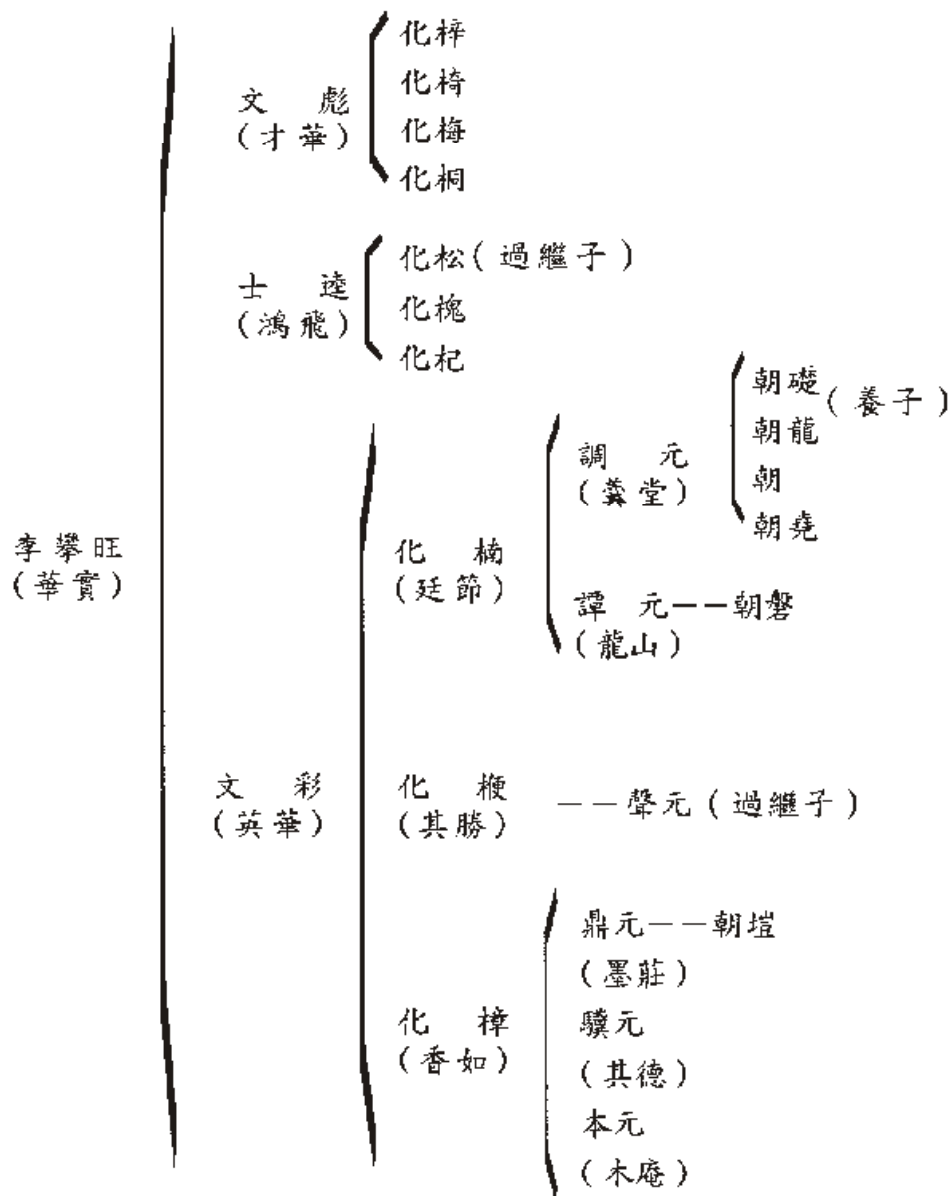 李攀旺
(華實)
文彪
(才華)
化梓
化椅
化梅
化桐
士逵
(鴻飛)
化松(過繼子)
化槐
化杞
文彩
(英華)
化楠
(廷節)
調元
(羹堂)
朝礎
朝龍
(養子)
朝
朝堯
譚元——朝磐
(龍山)
化梗
(其勝)
——聲元(過繼子)
化樟
(香如)
鼎元——朝塏
(墨莊)
驥元
(其德)
本元
(木庵)